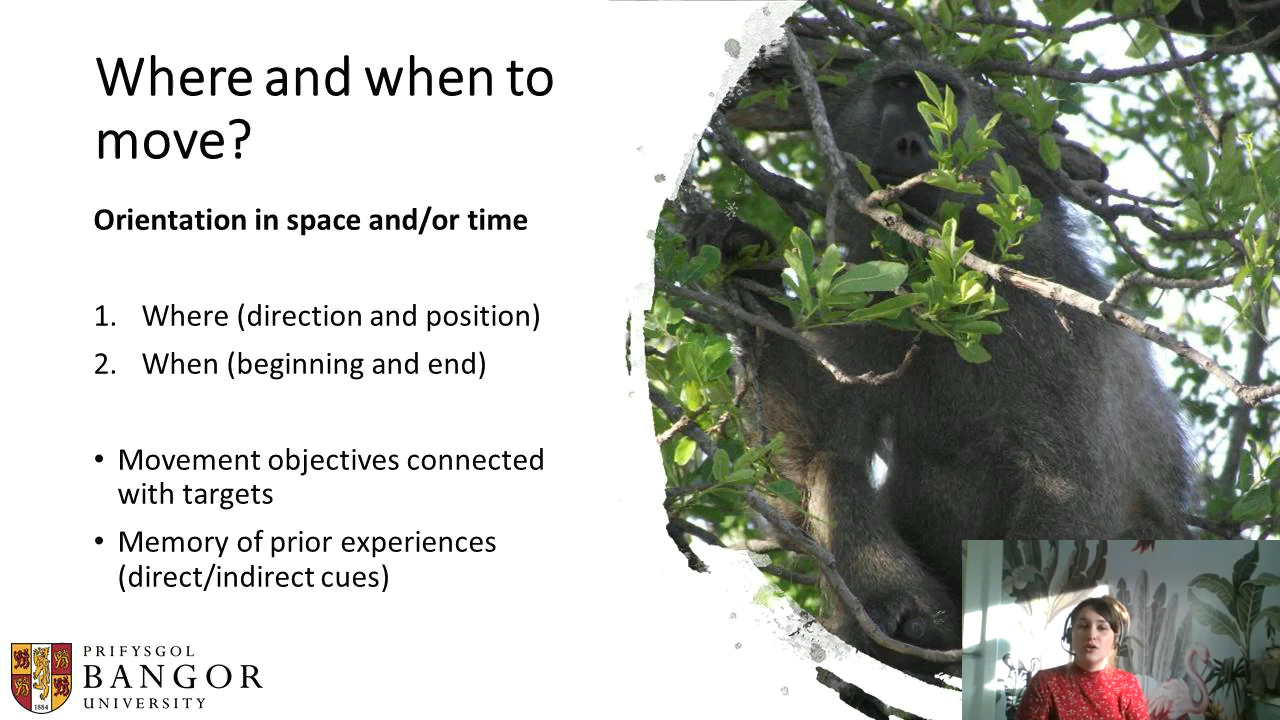 Where and when to
move?
Orientation in space and/or time
1. Where (direction and position)
2. When (beginning and end)
• Movement objectives connected
with targets
• Memory of prior experiences
(direct/indirect cues)
PRIFYSGOL
BANGOR
UNIVERSITY
1884